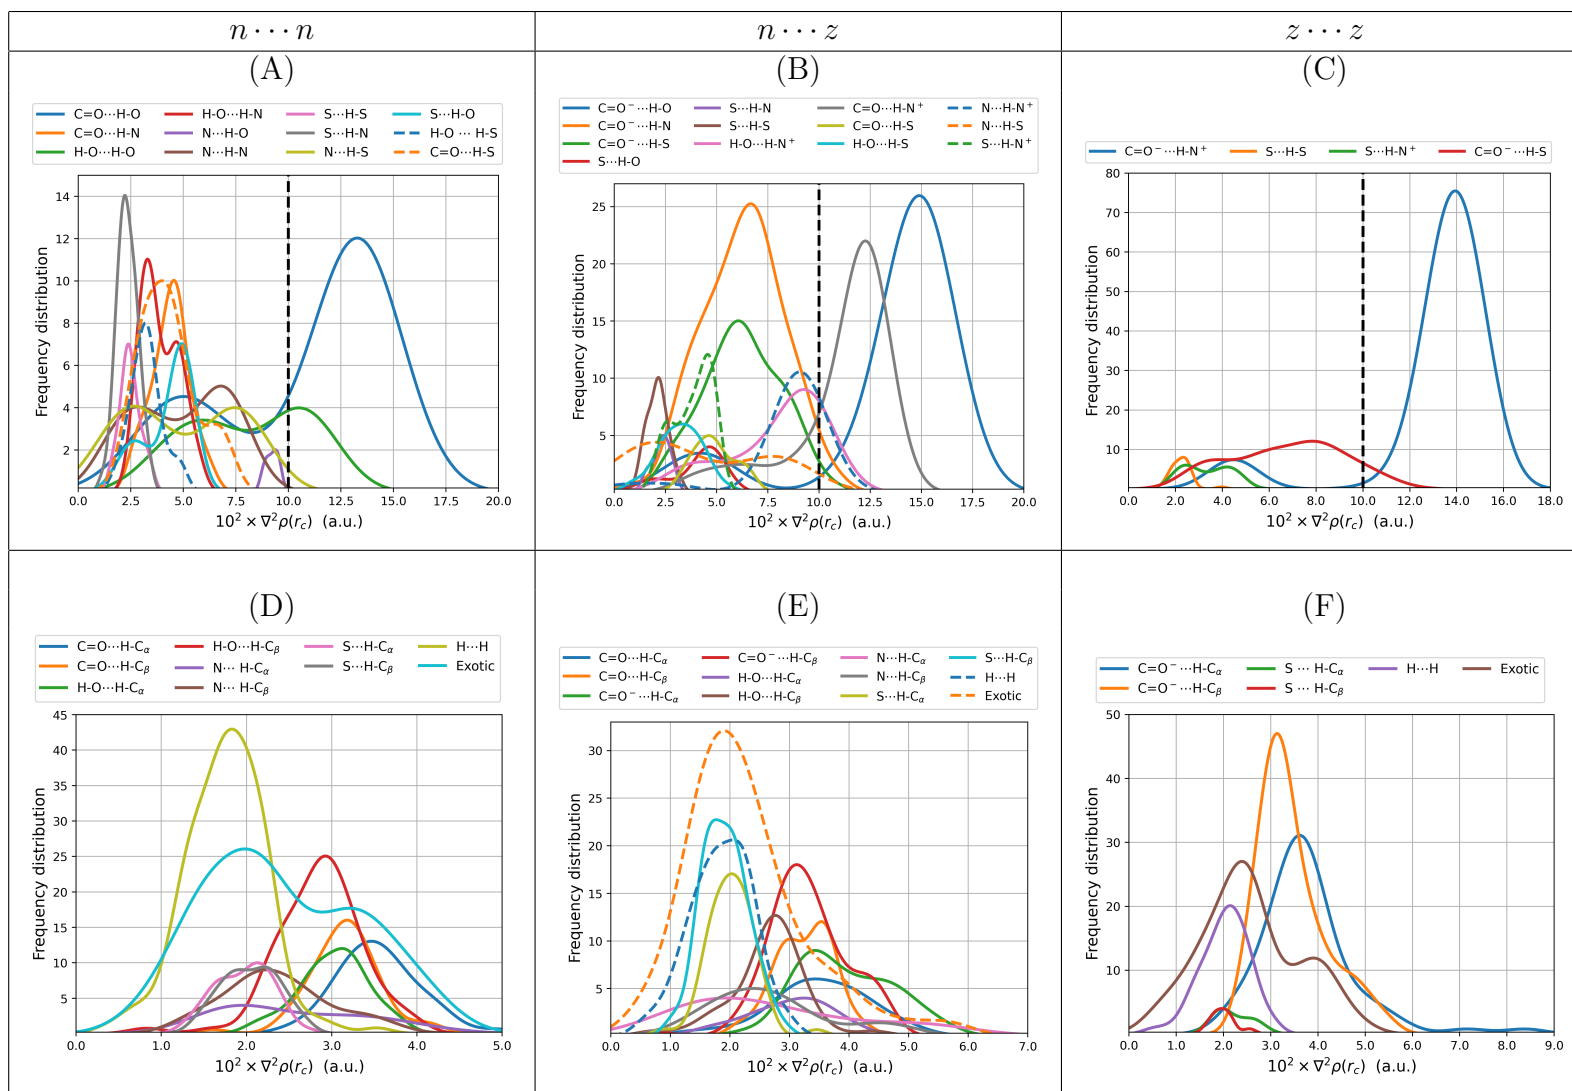 n ⋯ n
n ⋯ z
z ⋯ z
(A)
C=O⋯H-O
H-O⋯H-N
S⋯H-S
S⋯H-O
C=O⋯H-N
N⋯H-O
S⋯H-N
H-O ⋯ H-S
H-O⋯H-O
N⋯H-N
N⋯H-S
C=O⋯H-S
Frequency distribution
14
12
10
8
6
4
2
0.0 2.5 5.0 7.5 10.0 12.5 15.0 17.5 20.0
10² × ∇²ρ(r_c) (a.u.)
(B)
C=O⁻⋯H-O
S⋯H-N
C=O⋯H-N⁺
N⋯H-N⁺
C=O⁻⋯H-N
S⋯H-S
C=O⋯H-S
N⋯H-S
C=O⁻⋯H-S
H-O⋯H-N⁺
H-O⋯H-S
S⋯H-N⁺
S⋯H-O
Frequency distribution
25
20
15
10
5
0.0 2.5 5.0 7.5 10.0 12.5 15.0 17.5 20.0
10² × ∇²ρ(r_c) (a.u.)
(C)
C=O⁻⋯H-N⁺
S⋯H-S
S⋯H-N⁺
C=O⁻⋯H-S
Frequency distribution
80
70
60
50
40
30
20
10
0.0 2.0 4.0 6.0 8.0 10.0 12.0 14.0 16.0 18.0
10² × ∇²ρ(r_c) (a.u.)
(D)
C=O⋯H-C_α
H-O⋯H-C_β
S⋯H-C_α
H⋯H
C=O⋯H-C_β
N⋯ H-C_α
S⋯H-C_β
Exotic
H-O⋯H-C_α
N⋯ H-C_β
Frequency distribution
45
40
35
30
25
20
15
10
5
0.0 1.0 2.0 3.0 4.0 5.0
10² × ∇²ρ(r_c) (a.u.)
(E)
C=O⋯H-C_α
C=O⁻⋯H-C_β
N⋯H-C_α
S⋯H-C_β
C=O⋯H-C_β
H-O⋯H-C_α
N⋯H-C_β
H⋯H
C=O⁻⋯H-C_α
H-O⋯H-C_β
S⋯H-C_α
Exotic
Frequency distribution
30
25
20
15
10
5
0.0 1.0 2.0 3.0 4.0 5.0 6.0 7.0
10² × ∇²ρ(r_c) (a.u.)
(F)
C=O⁻⋯H-C_α
S ⋯ H-C_α
H⋯H
Exotic
C=O⁻⋯H-C_β
S ⋯ H-C_β
Frequency distribution
50
40
30
20
10
0.0 1.0 2.0 3.0 4.0 5.0 6.0 7.0 8.0 9.0
10² × ∇²ρ(r_c) (a.u.)